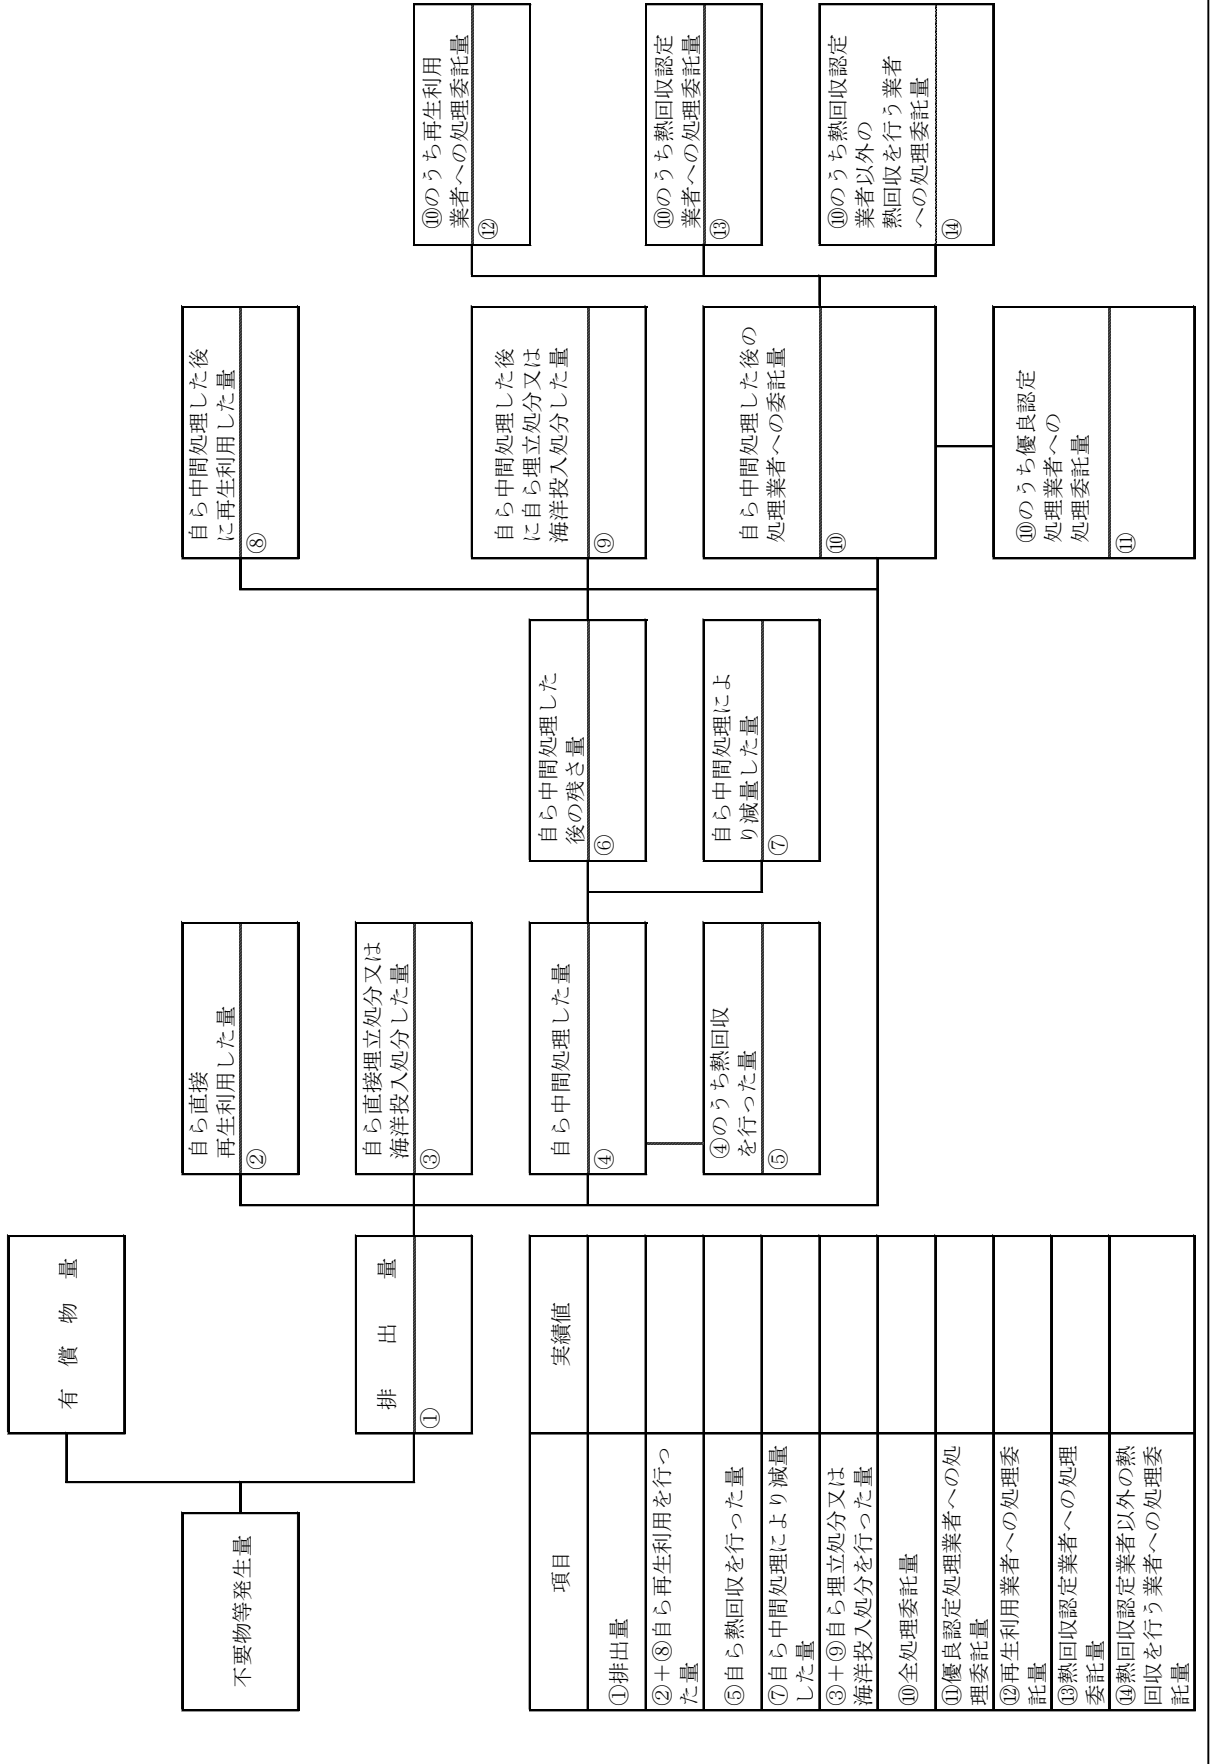 不要物等発生量
有償物量
排出量
①
自ら直接
再生利用した量
②
自ら直接埋立処分又は
海洋投入処分した量
③
自ら中間処理した量
④
④のうち熱回収
を行った量
⑤
自ら中間処理した
後の残さ量
⑥
自ら中間処理によ
り減量した量
⑦
自ら中間処理した後
に再生利用した量
⑧
自ら中間処理した後
に自ら埋立処分又は
海洋投入処分した量
⑨
自ら中間処理した後の
処理業者への委託量
⑩
⑩のうち優良認定
処理業者への
処理委託量
⑪
⑩のうち再生利用
業者への処理委託量
⑫
⑩のうち熱回収認定
業者への処理委託量
⑬
⑩のうち熱回収認定
業者以外の
熱回収を行う業者
への処理委託量
⑭
項目 実績値
①排出量
②+⑧自ら再生利用を行っ
た量
⑤自ら熱回収を行った量
⑦自ら中間処理により減量
した量
③+⑨自ら埋立処分又は
海洋投入処分を行った量
⑩全処理委託量
⑪優良認定処理業者への処
理委託量
⑫再生利用業者への処理委
託量
⑬熱回収認定業者への処理
委託量
⑭熱回収認定業者以外の熱
回収を行う業者への処理委
託量